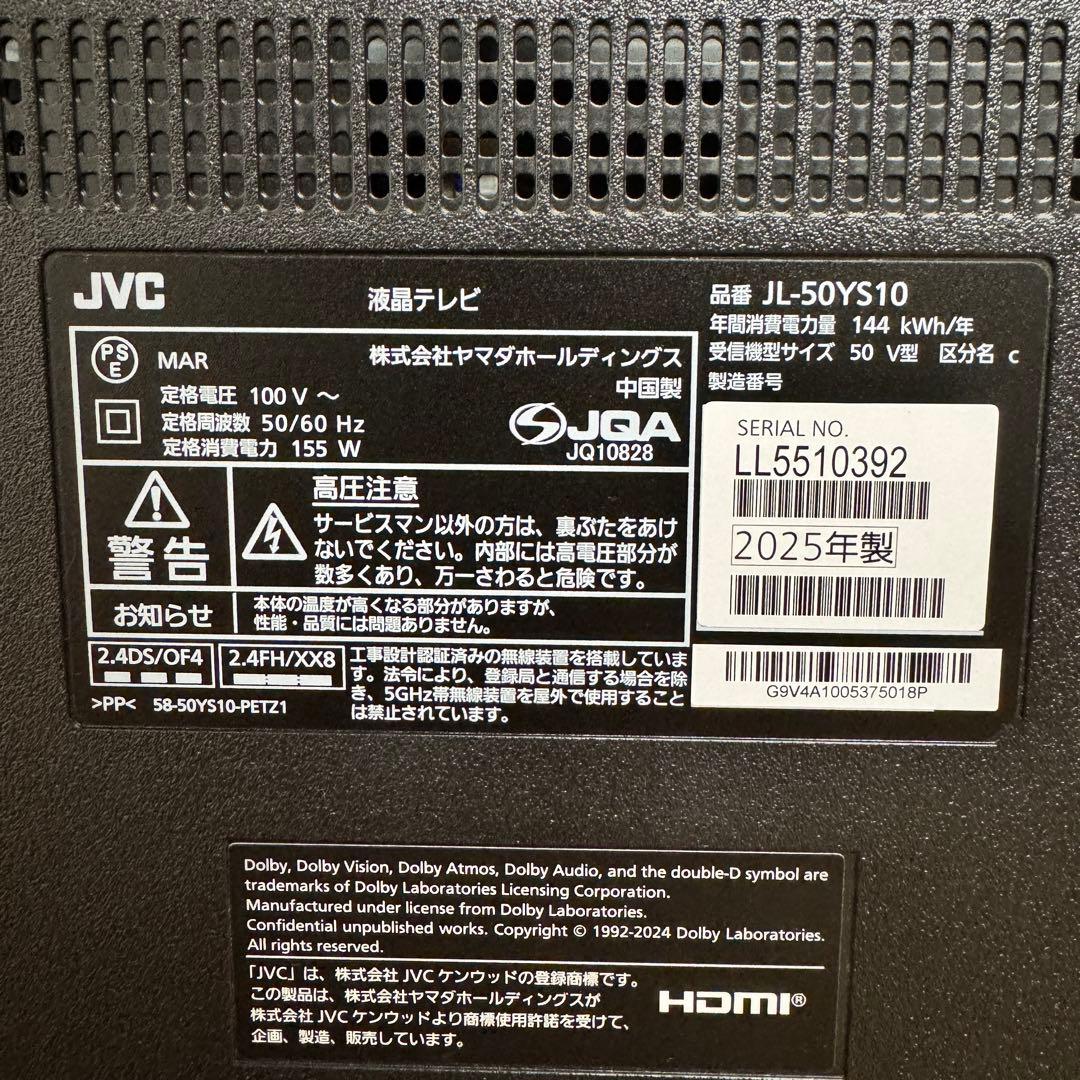 JVC
液晶テレビ
品番 JL-50YS10
年間消費電力量 144 kWh/年
受信機型サイズ 50 V型 区分名 c
製造番号
PSE
MAR
株式会社ヤマダホールディングス
中国製
定格電圧 100 V ～
定格周波数 50/60 Hz
定格消費電力 155 W
JQA
JQ10828
SERIAL NO.
LL5510392
2025年製
G9V4A1005375018P
警告
高圧注意
サービスマン以外の方は、裏ぶたをあけ
ないでください。内部には高電圧部分が
数多くあり、万一さわると危険です。
お知らせ
本体の温度が高くなる部分がありますが、
性能・品質には問題ありません。
2.4DS/OF4
2.4FH/XX8
工事設計認証済みの無線装置を搭載していま
す。法令により、登録局と通信する場合を除
き、5GHz帯無線装置を屋外で使用すること
は禁止されています。
>PP< 58-50YS10-PETZ1
Dolby, Dolby Vision, Dolby Atmos, Dolby Audio, and the double-D symbol are
trademarks of Dolby Laboratories Licensing Corporation.
Manufactured under license from Dolby Laboratories.
Confidential unpublished works. Copyright © 1992-2024 Dolby Laboratories.
All rights reserved.
「JVC」は、株式会社 JVC ケンウッドの登録商標です。
この製品は、株式会社ヤマダホールディングスが
株式会社 JVC ケンウッドより商標使用許諾を受けて、
企画、製造、販売しています。
HDMI®